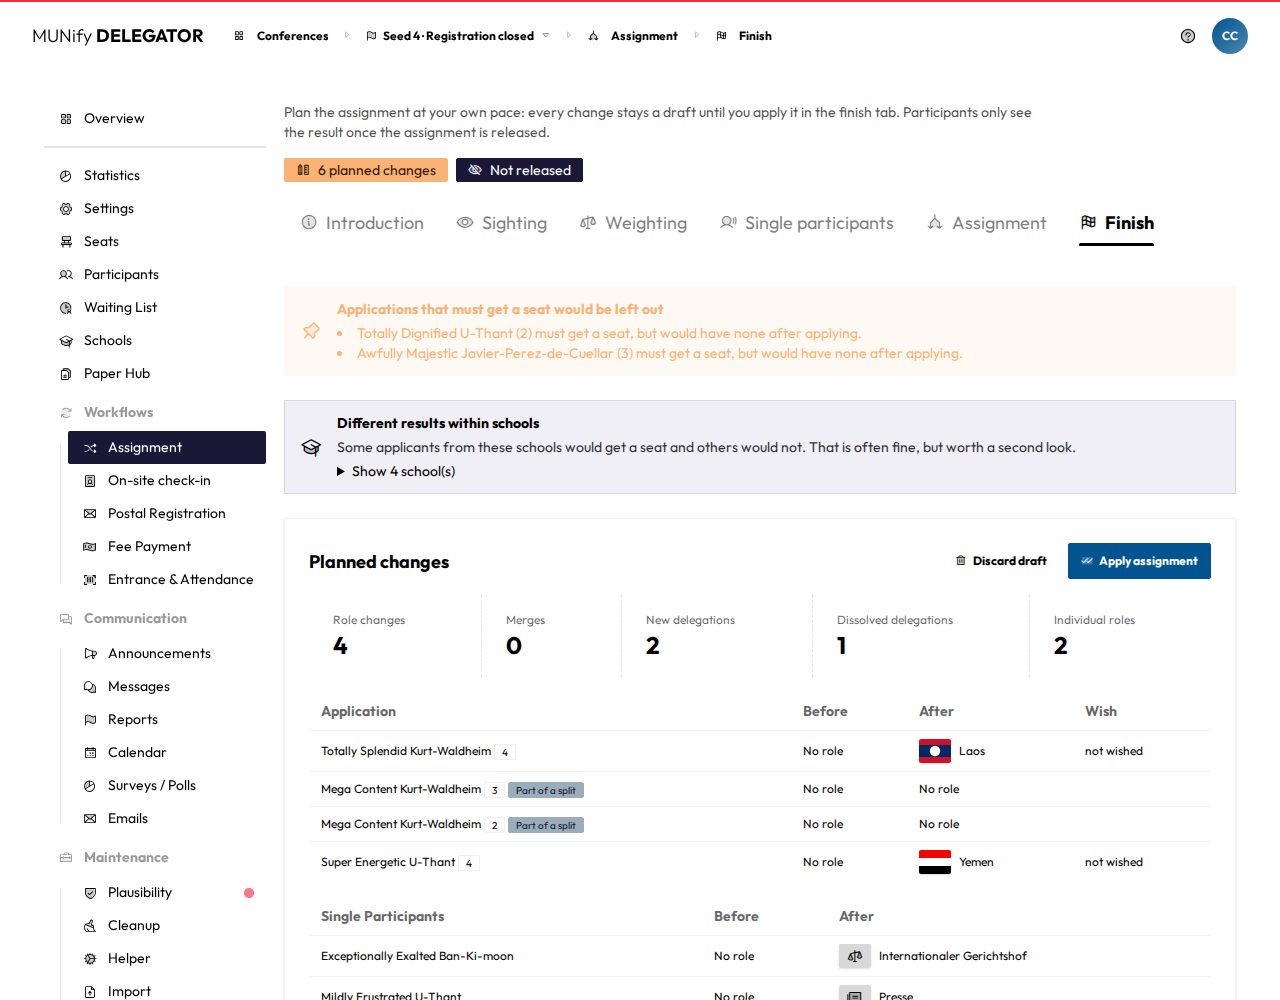 MUNify DELEGATOR
Conferences
Seed 4 · Registration closed
Assignment
Finish
CC
Overview
Statistics
Settings
Seats
Participants
Waiting List
Schools
Paper Hub
Workflows
Assignment
On-site check-in
Postal Registration
Fee Payment
Entrance & Attendance
Communication
Announcements
Messages
Reports
Calendar
Surveys / Polls
Emails
Maintenance
Plausibility
Cleanup
Helper
Import
Plan the assignment at your own pace: every change stays a draft until you apply it in the finish tab. Participants only see
the result once the assignment is released.
6 planned changes
Not released
Introduction
Sighting
Weighting
Single participants
Assignment
Finish
Applications that must get a seat would be left out
Totally Dignified U-Thant (2) must get a seat, but would have none after applying.
Awfully Majestic Javier-Perez-de-Cuellar (3) must get a seat, but would have none after applying.
Different results within schools
Some applicants from these schools would get a seat and others would not. That is often fine, but worth a second look.
Show 4 school(s)
Planned changes
Discard draft
Apply assignment
Role changes
4
Merges
0
New delegations
2
Dissolved delegations
1
Individual roles
2
Application Before After Wish
Totally Splendid Kurt-Waldheim 4 No role Laos not wished
Mega Content Kurt-Waldheim 3 Part of a split No role No role
Mega Content Kurt-Waldheim 2 Part of a split No role No role
Super Energetic U-Thant 4 No role Yemen not wished
Single Participants Before After
Exceptionally Exalted Ban-Ki-moon No role Internationaler Gerichtshof
Mildly Frustrated U-Thant No role Presse